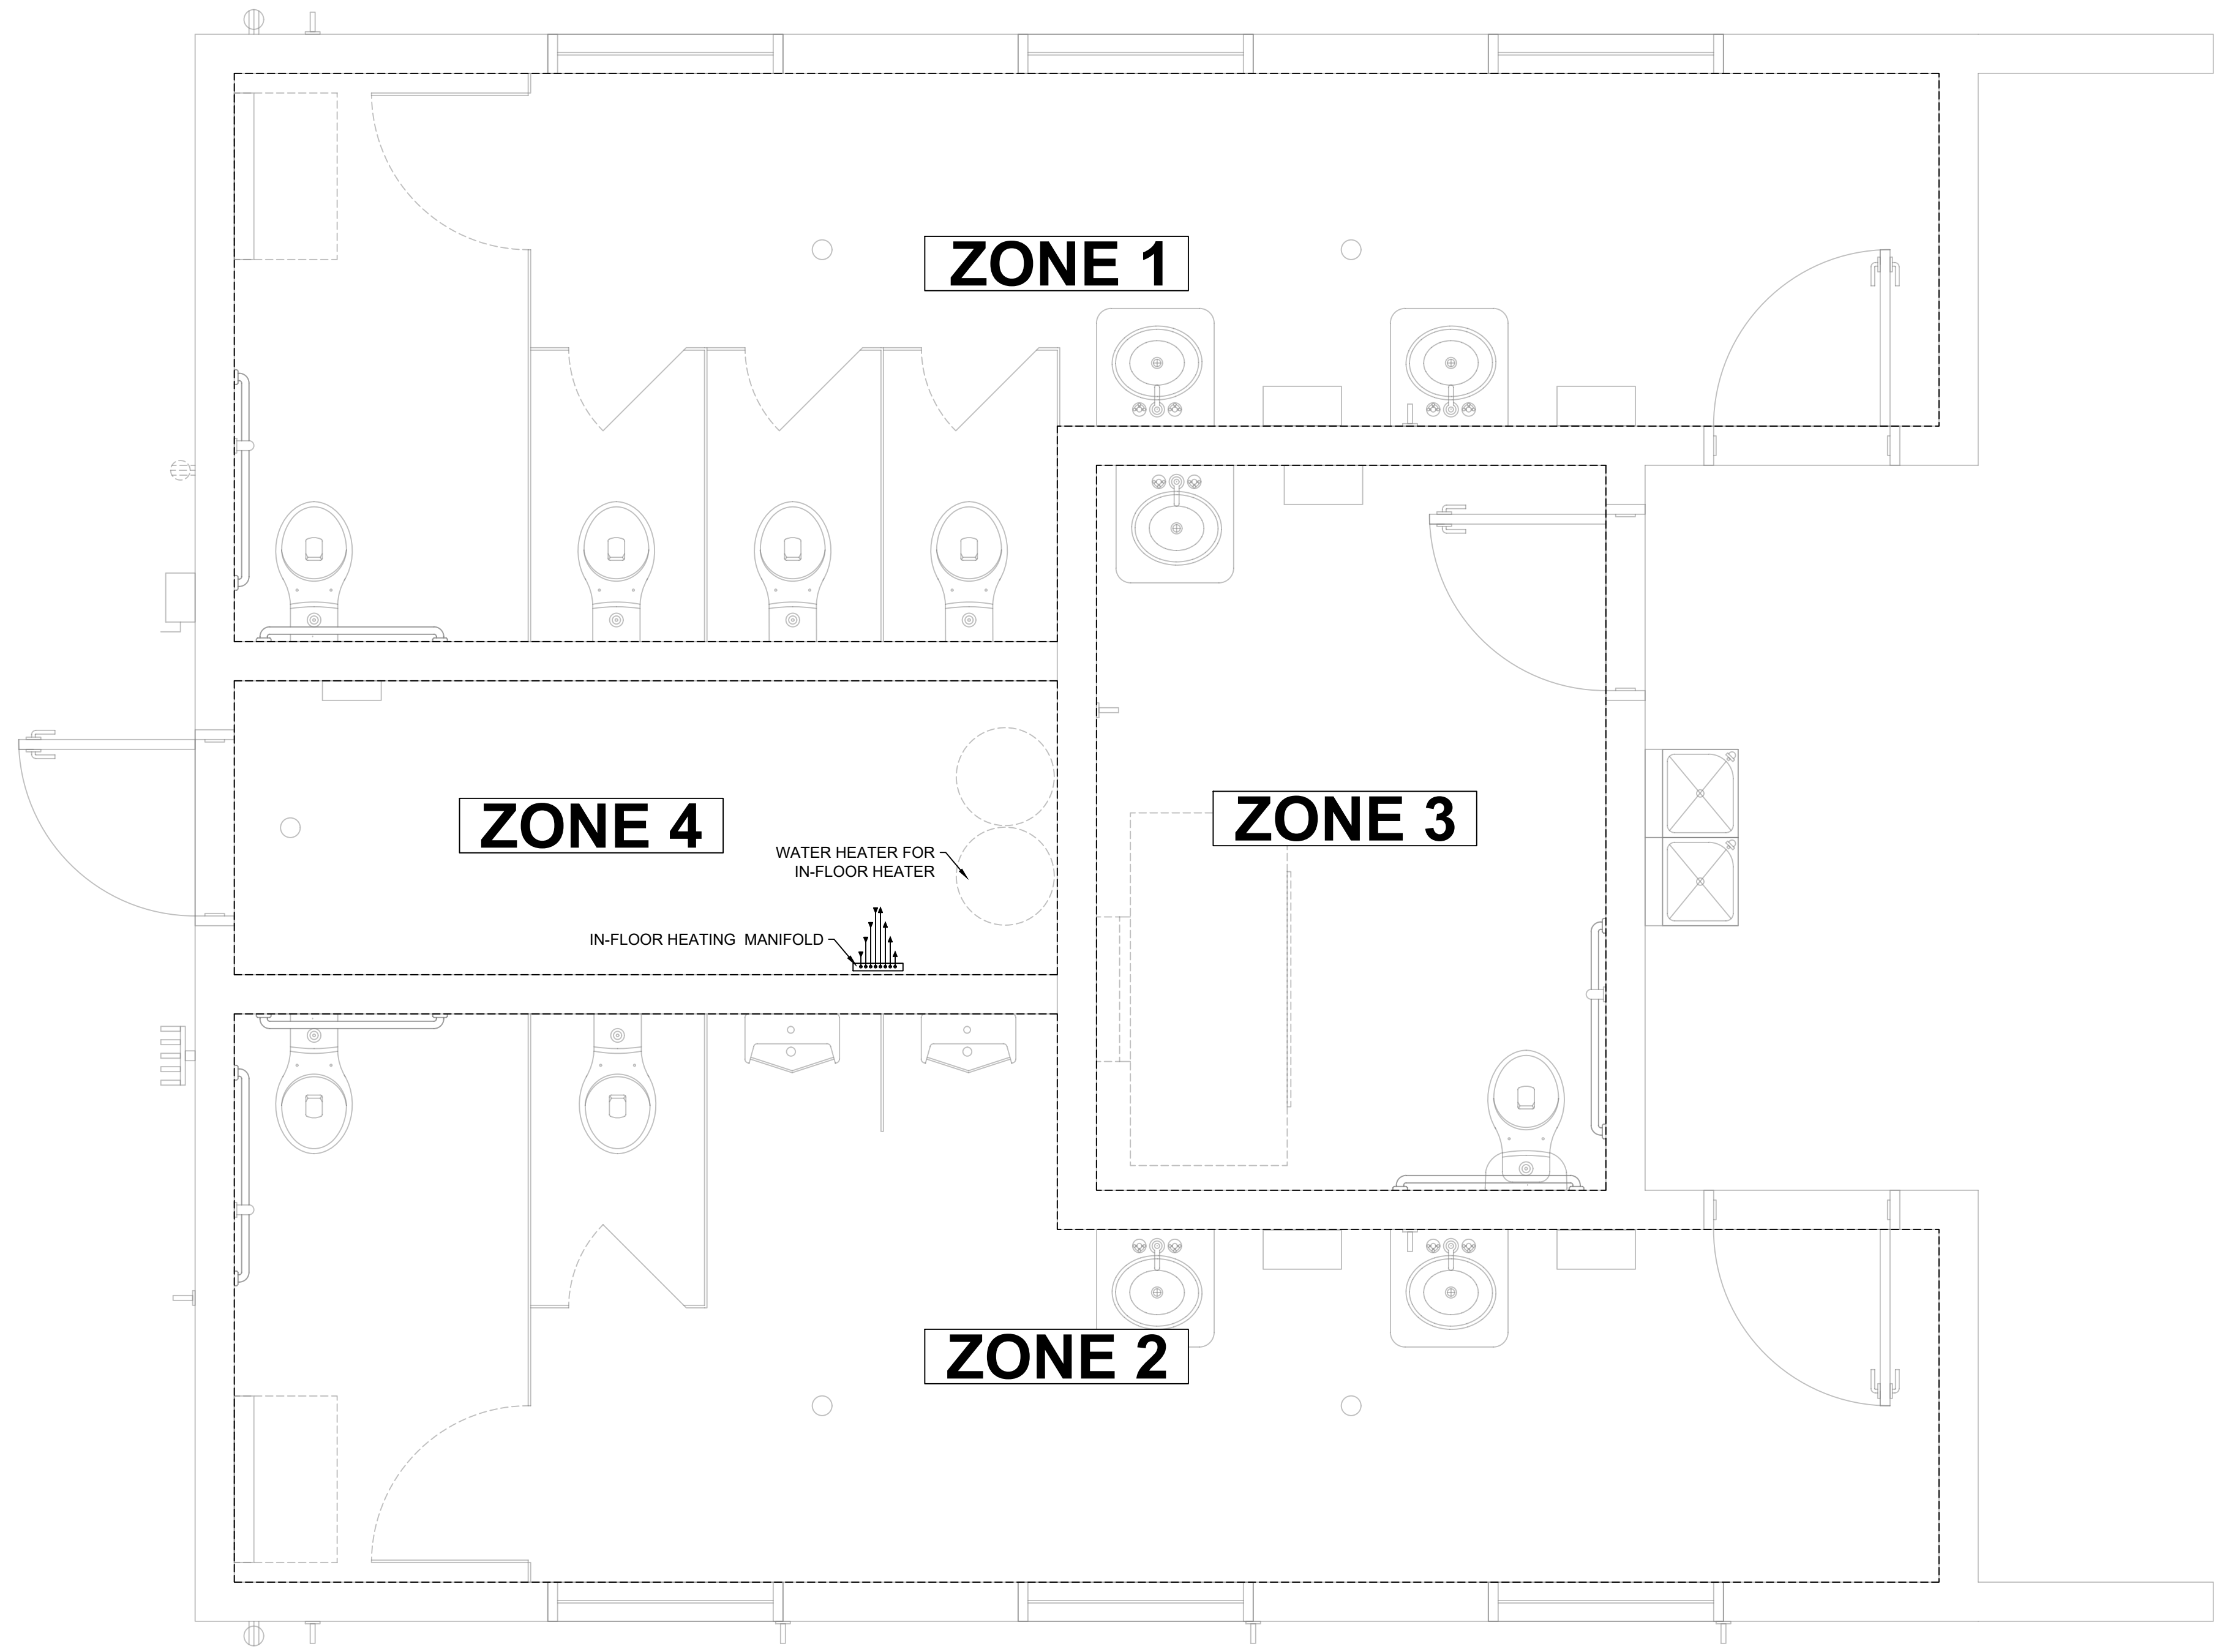 ZONE 1
ZONE 4
ZONE 3
WATER HEATER FOR
IN-FLOOR HEATER
IN-FLOOR HEATING MANIFOLD
ZONE 2